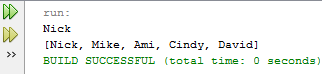 run:
Nick
[Nick, Mike, Ami, Cindy, David]
BUILD SUCCESSFUL (total time: 0 seconds)